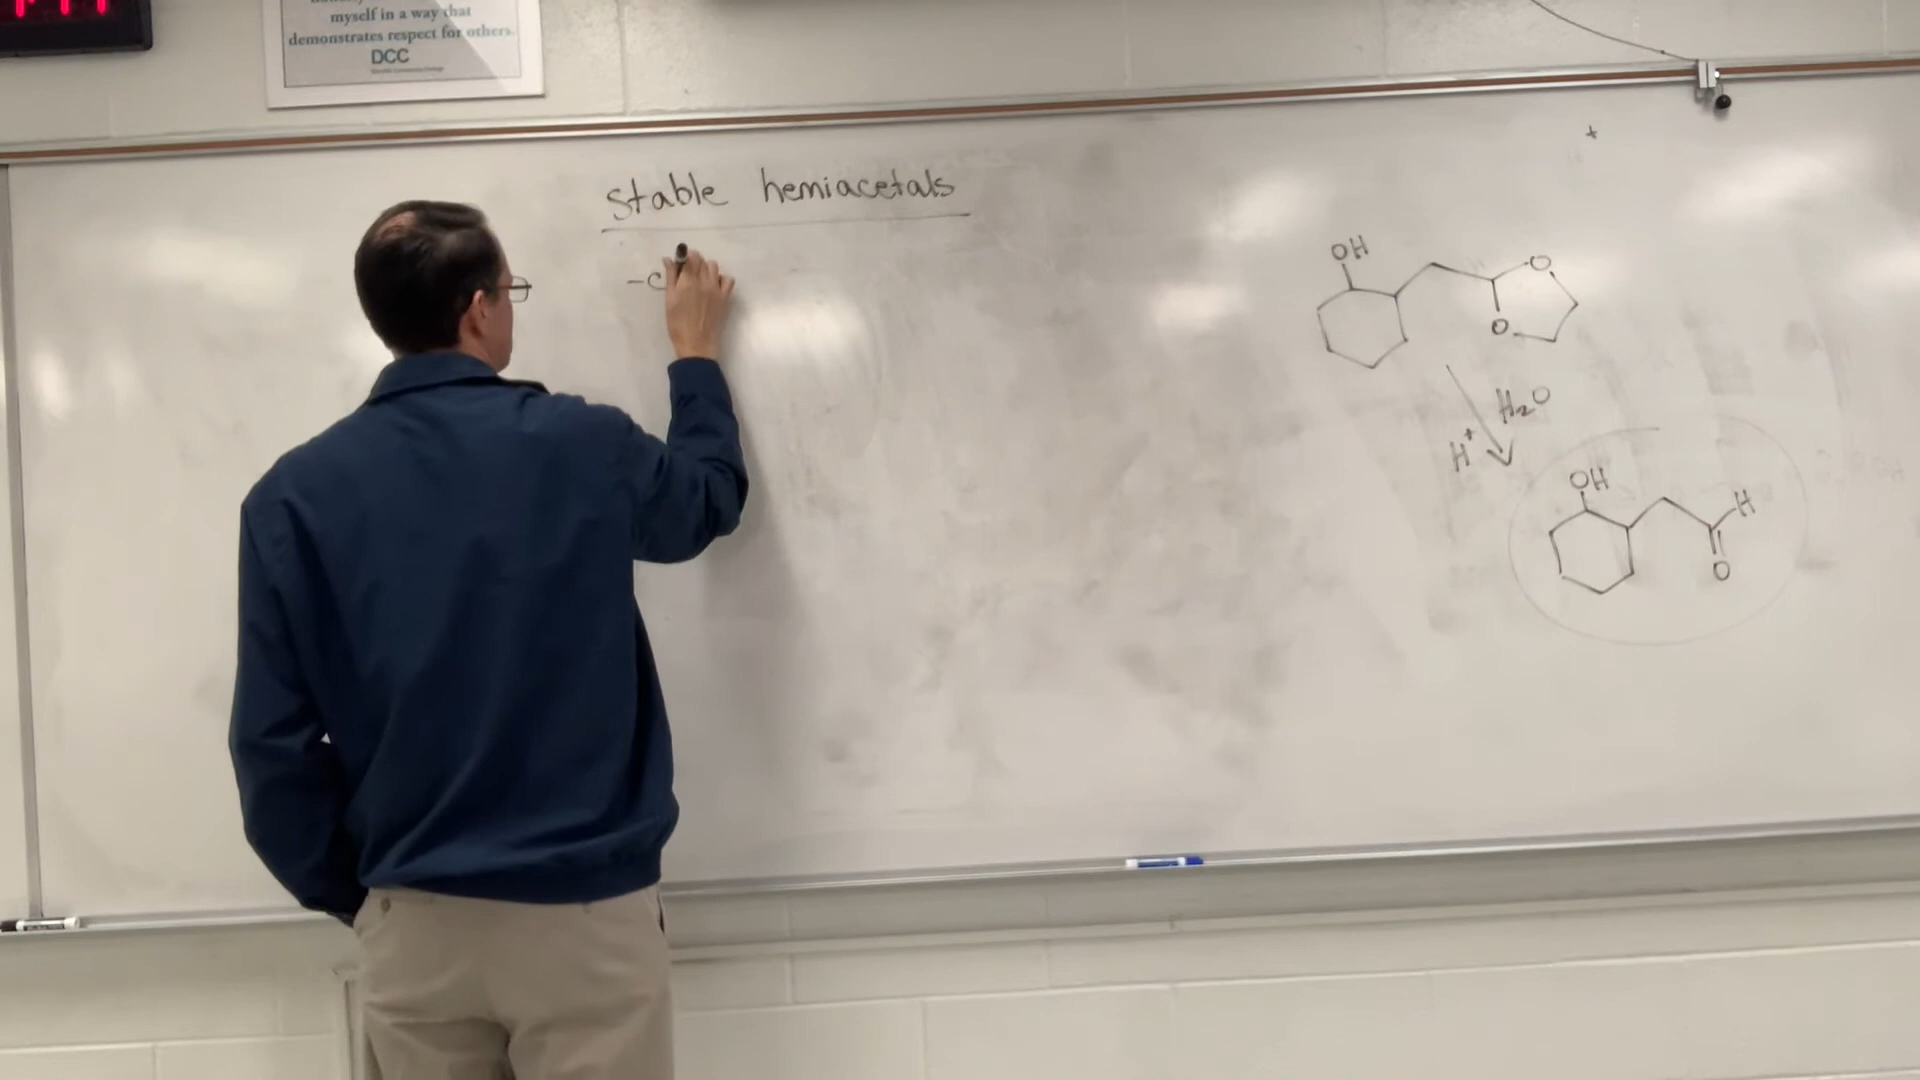 myself in a way that
demonstrates respect for others.
DCC
stable hemiacetals
-c
+
OH
O
O
H₂O
H⁺
OH
H
O